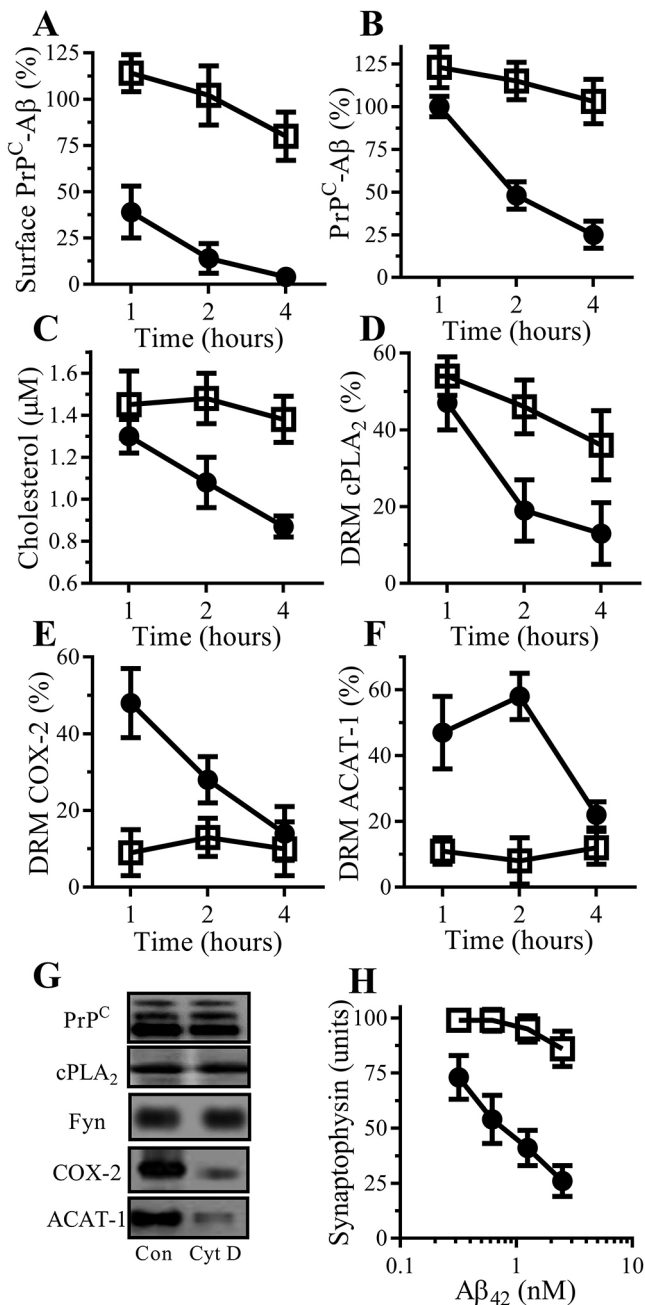 A
Surface PrP^C-Aβ (%)
125
100
75
50
25
0
1 2 4
Time (hours)
B
PrP^C-Aβ (%)
125
100
75
50
25
0
1 2 4
Time (hours)
C
Cholesterol (μM)
1.6
1.4
1.2
1.0
0.8
0.6
1 2 4
Time (hours)
D
DRM cPLA₂ (%)
60
40
20
0
1 2 4
Time (hours)
E
DRM COX-2 (%)
60
40
20
0
1 2 4
Time (hours)
F
DRM ACAT-1 (%)
60
40
20
0
1 2 4
Time (hours)
G
PrP^C
cPLA₂
Fyn
COX-2
ACAT-1
Con Cyt D
H
Synaptophysin (units)
100
75
50
25
0
0.1 1 10
Aβ₄₂ (nM)